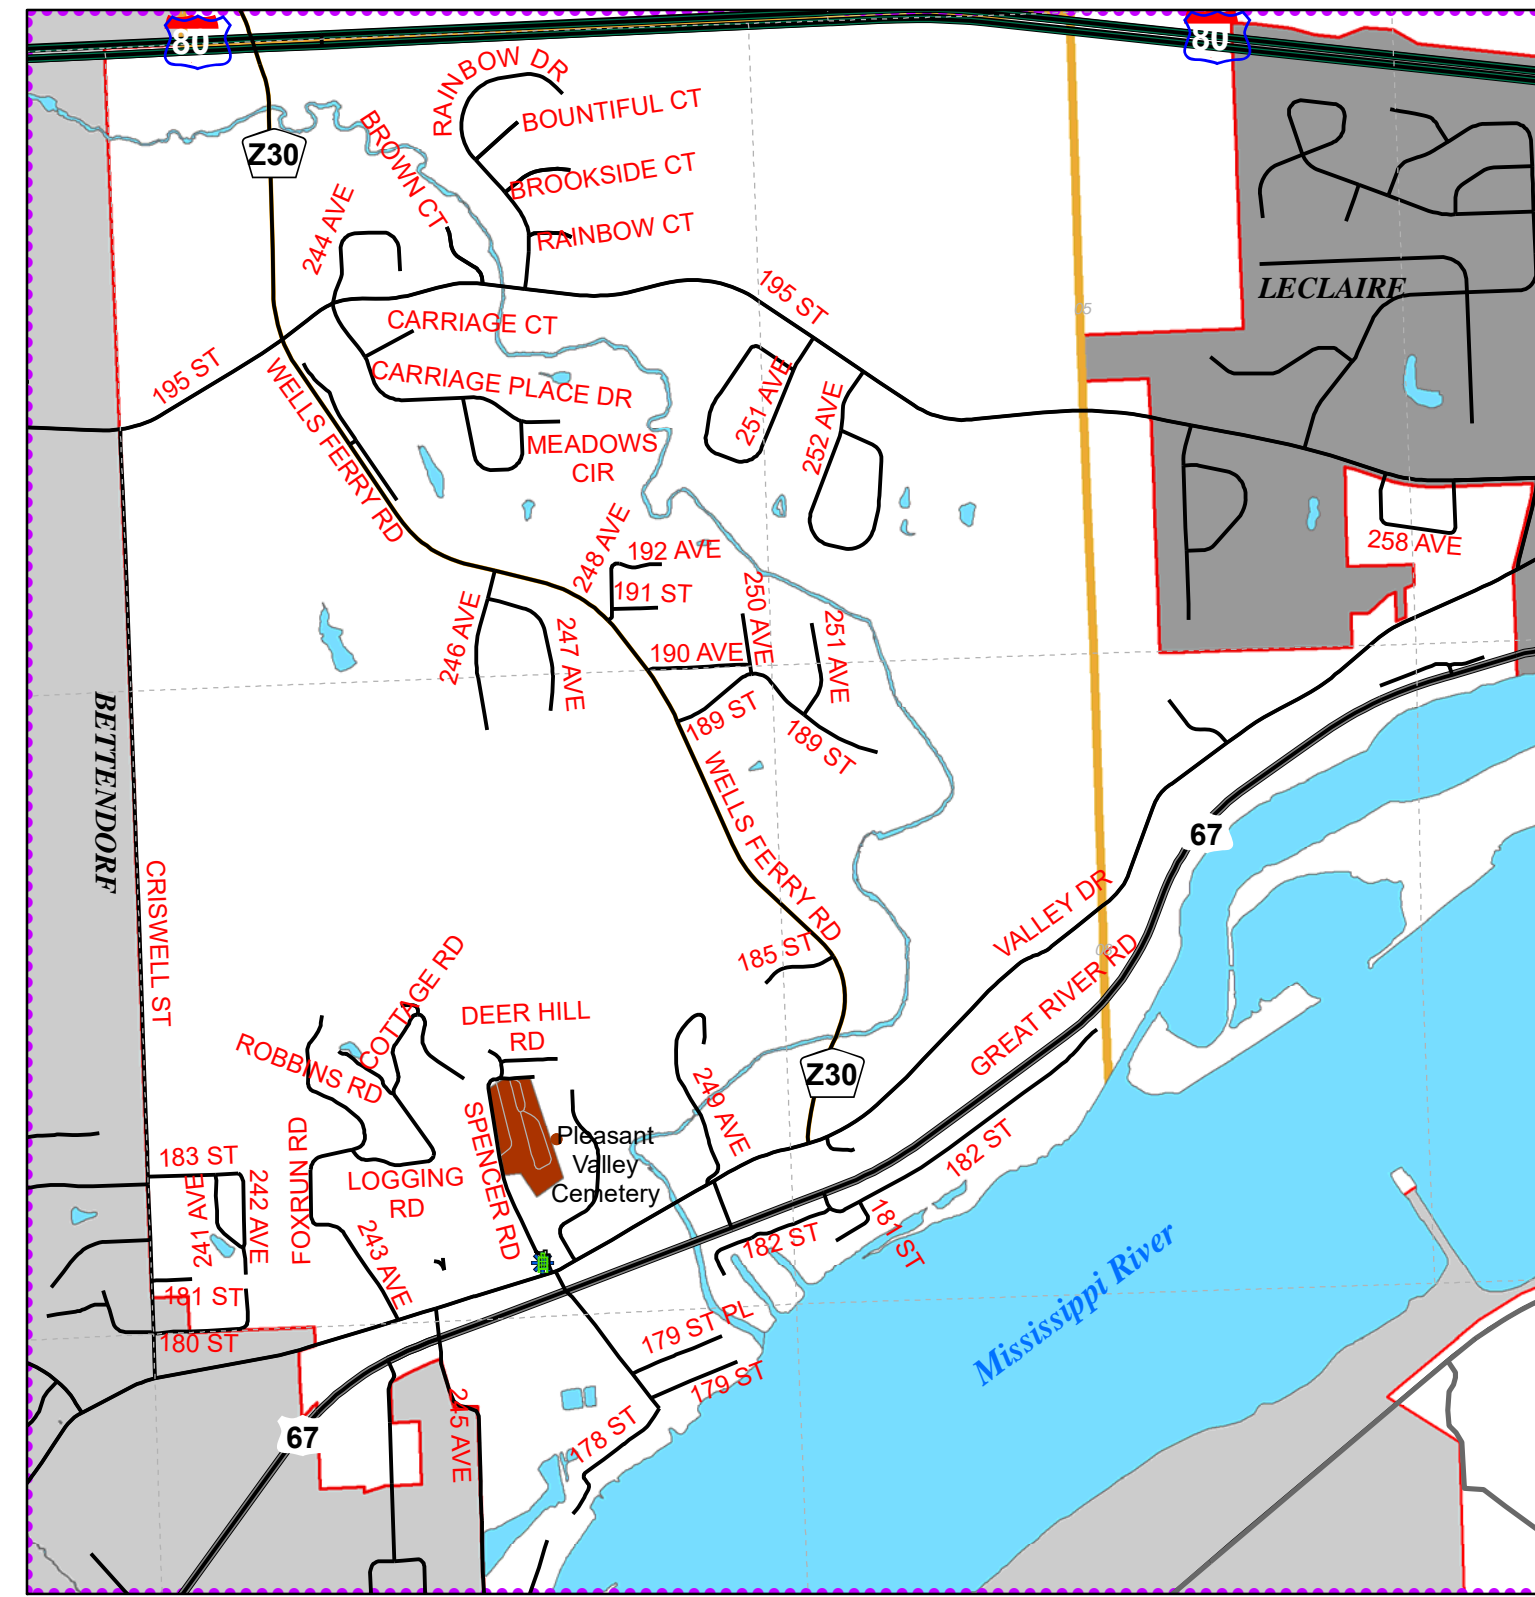 80
80
RAINBOW DR
BOUNTIFUL CT
BROWN CT
Z30
BROOKSIDE CT
244 AVE
RAINBOW CT
195 ST
LECLAIRE
5
CARRIAGE CT
195 ST
WELLS FERRY RD
CARRIAGE PLACE DR
251 AVE
252 AVE
MEADOWS
CIR
248 AVE
192 AVE
258 AVE
191 ST
250 AVE
246 AVE
247 AVE
190 AVE
251 AVE
189 ST
189 ST
BETTENDORF
WELLS FERRY RD
67
CRISWELL ST
VALLEY DR
185 ST
COTTAGE RD
GREAT RIVER RD
DEER HILL
RD
ROBBINS RD
Z30
249 AVE
SPENCER RD
FOXRUN RD
Pleasant
Valley
Cemetery
182 ST
183 ST
LOGGING
RD
241 AVE
242 AVE
243 AVE
181 ST
182 ST
Mississippi River
181 ST
179 ST PL
180 ST
179 ST
245 AVE
67
178 ST